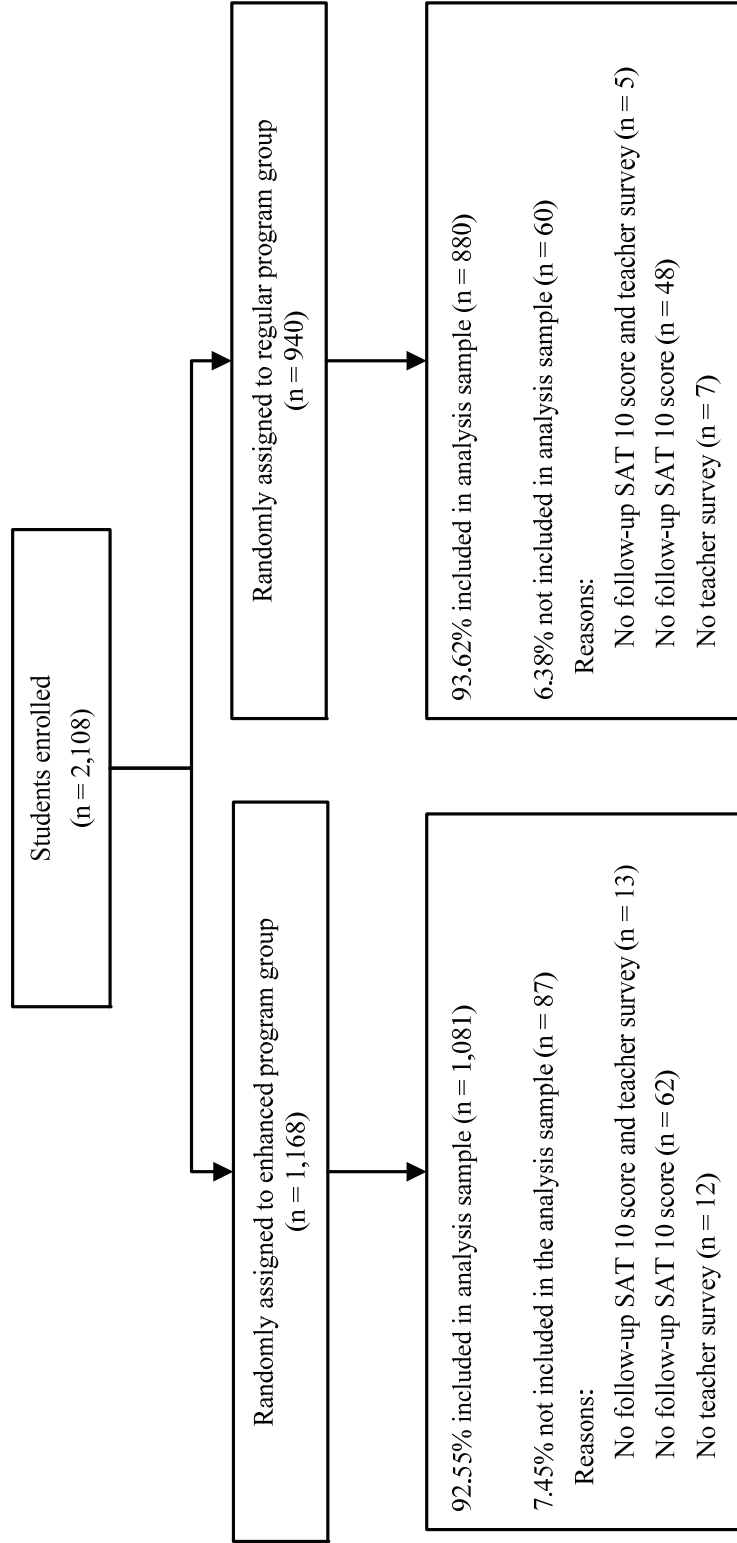 Students enrolled
(n = 2,108)
Randomly assigned to enhanced program group
(n = 1,168)
Randomly assigned to regular program group
(n = 940)
92.55% included in analysis sample (n = 1,081)
7.45% not included in the analysis sample (n = 87)
Reasons:
No follow-up SAT 10 score and teacher survey (n = 13)
No follow-up SAT 10 score (n = 62)
No teacher survey (n = 12)
93.62% included in analysis sample (n = 880)
6.38% not included in analysis sample (n = 60)
Reasons:
No follow-up SAT 10 score and teacher survey (n = 5)
No follow-up SAT 10 score (n = 48)
No teacher survey (n = 7)